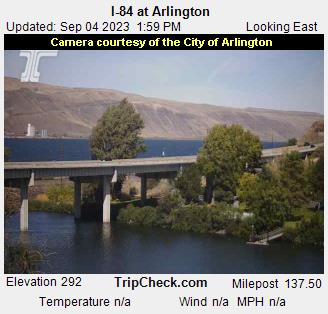 I-84 at Arlington
Updated: Sep 04 2023 1:59 PM Looking East
Camera courtesy of the City of Arlington
Elevation 292 TripCheck.com Milepost 137.50
Temperature n/a Wind n/a MPH n/a